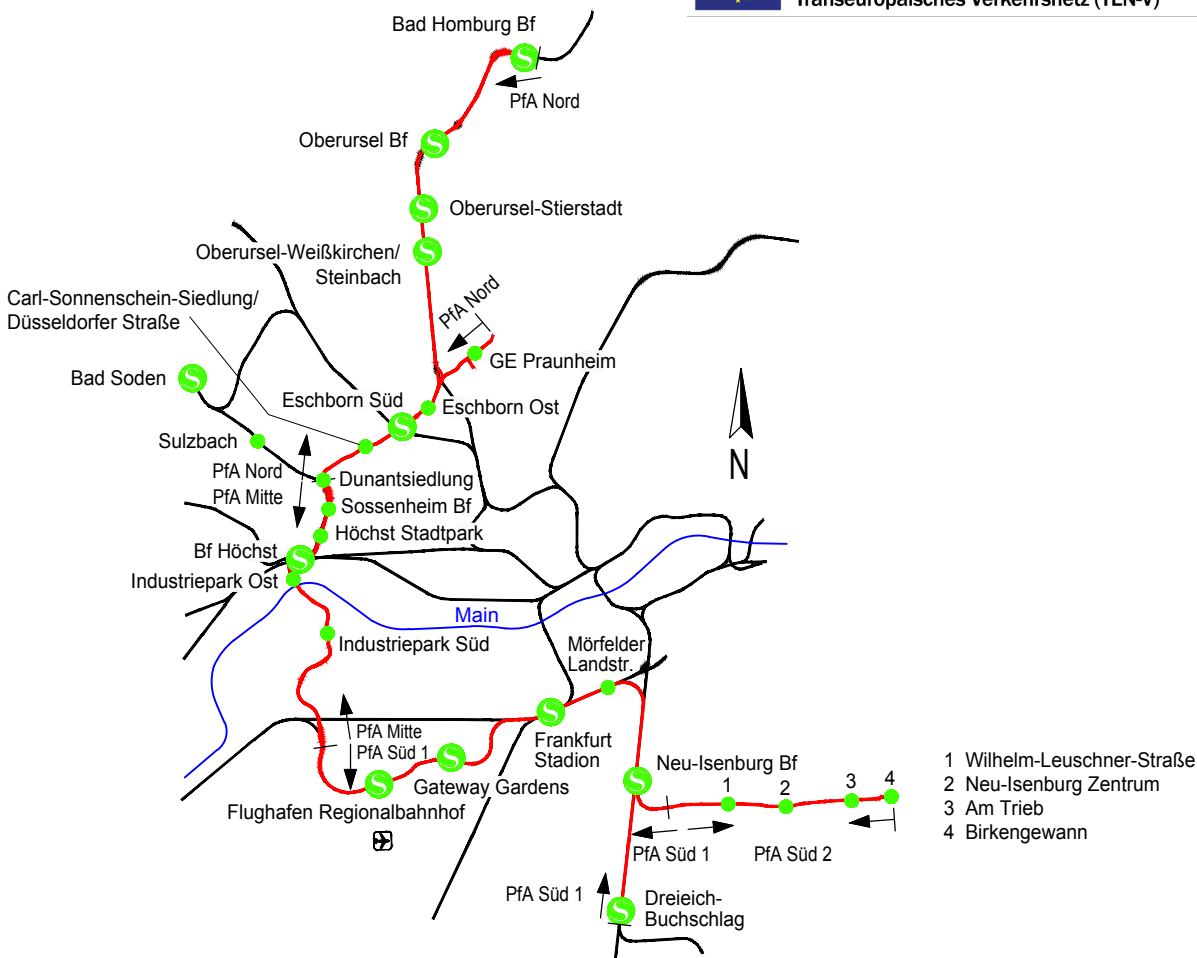 Transeuropäisches Verkehrsnetz (TEN-V)
Bad Homburg Bf
PfA Nord
Oberursel Bf
Oberursel-Stierstadt
Oberursel-Weißkirchen/
Steinbach
Carl-Sonnenschein-Siedlung/
Düsseldorfer Straße
PfA Nord
GE Praunheim
Bad Soden
Eschborn Süd
Eschborn Ost
Sulzbach
PfA Nord
PfA Mitte
Dunantsiedlung
Sossenheim Bf
Höchst Stadtpark
Bf Höchst
Industriepark Ost
N
Main
Industriepark Süd
Mörfelder
Landstr.
PfA Mitte
PfA Süd 1
Frankfurt
Stadion
Gateway Gardens
Flughafen Regionalbahnhof
Neu-Isenburg Bf
1 2 3 4
PfA Süd 1
PfA Süd 2
1 Wilhelm-Leuschner-Straße
2 Neu-Isenburg Zentrum
3 Am Trieb
4 Birkengewann
PfA Süd 1
Dreieich-
Buchschlag